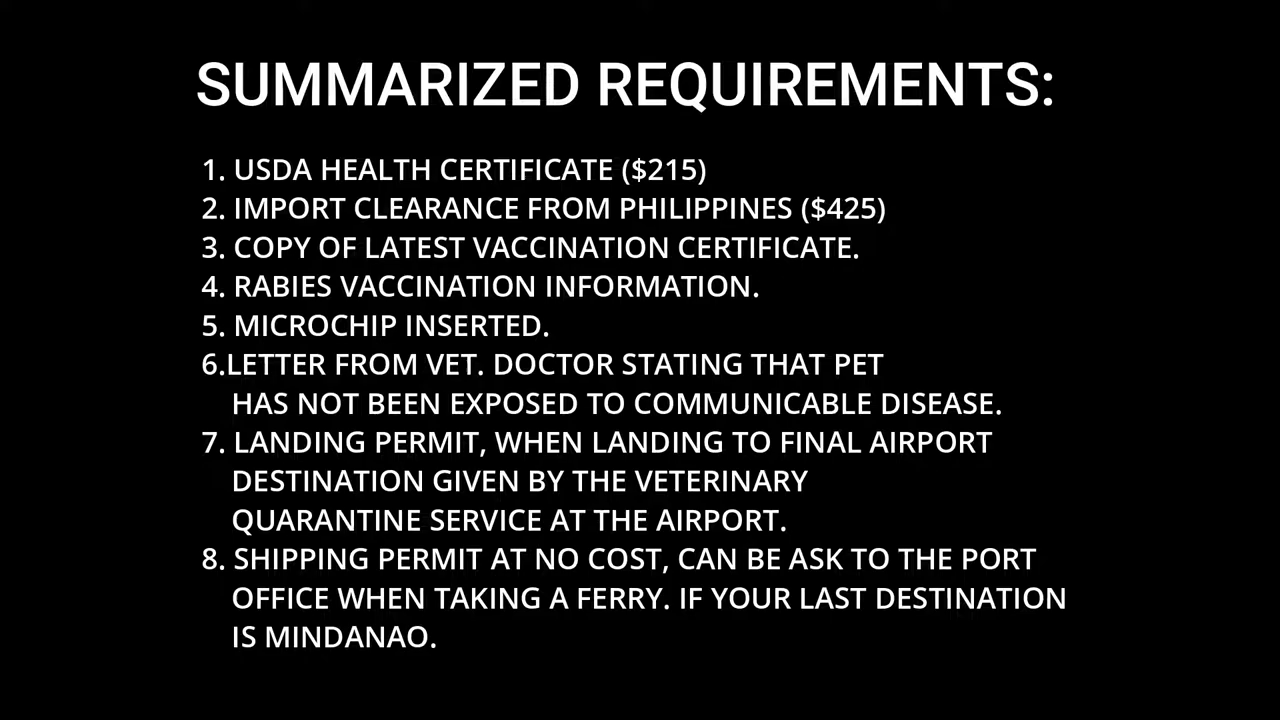 SUMMARIZED REQUIREMENTS:
1. USDA HEALTH CERTIFICATE ($215)
2. IMPORT CLEARANCE FROM PHILIPPINES ($425)
3. COPY OF LATEST VACCINATION CERTIFICATE.
4. RABIES VACCINATION INFORMATION.
5. MICROCHIP INSERTED.
6.LETTER FROM VET. DOCTOR STATING THAT PET
HAS NOT BEEN EXPOSED TO COMMUNICABLE DISEASE.
7. LANDING PERMIT, WHEN LANDING TO FINAL AIRPORT
DESTINATION GIVEN BY THE VETERINARY
QUARANTINE SERVICE AT THE AIRPORT.
8. SHIPPING PERMIT AT NO COST, CAN BE ASK TO THE PORT
OFFICE WHEN TAKING A FERRY. IF YOUR LAST DESTINATION
IS MINDANAO.